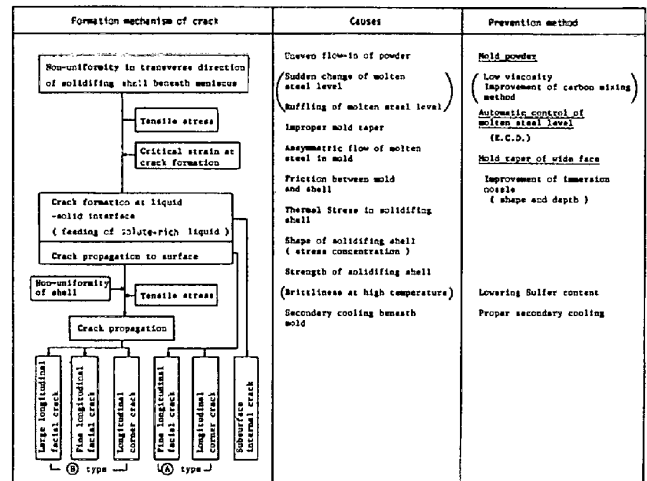 Formation mechanism of crack
Causes
Prevention method
Non-uniformity in transverse direction
of solidifing shell beneath meniscus
Tensile stress
Critical strain at
crack formation
Crack formation at liquid
-solid interface
( feeding of solute-rich liquid )
Crack propagation to surface
Non-uniformity
of shell
Tensile stress
Crack propagation
Large longitudinal
facial crack
Fine longitudinal
facial crack
Longitudinal
corner crack
Fine longitudinal
facial crack
Longitudinal
corner crack
Subsurface
internal crack
Ⓑ type
Ⓐ type
Uneven flow-in of powder
Sudden change of molten
steel level
Ruffling of molten steel level
Improper mold taper
Assymmetric flow of molten
steel in mold
Friction between mold
and shell
Thermal Stress in solidifing
shell
Shape of solidifing shell
( stress concentration )
Strength of solidifing shell
(Brittliness at high temperature)
Secondary cooling beneath
mold
Mold powder
Low viscosity
Improvement of carbon mixing
method
Automatic control of
molten steel level
(E.C.D.)
Mold taper of wide face
Improvement of immersion
nozzle
( shape and depth )
Lowering Sulfer content
Proper secondary cooling